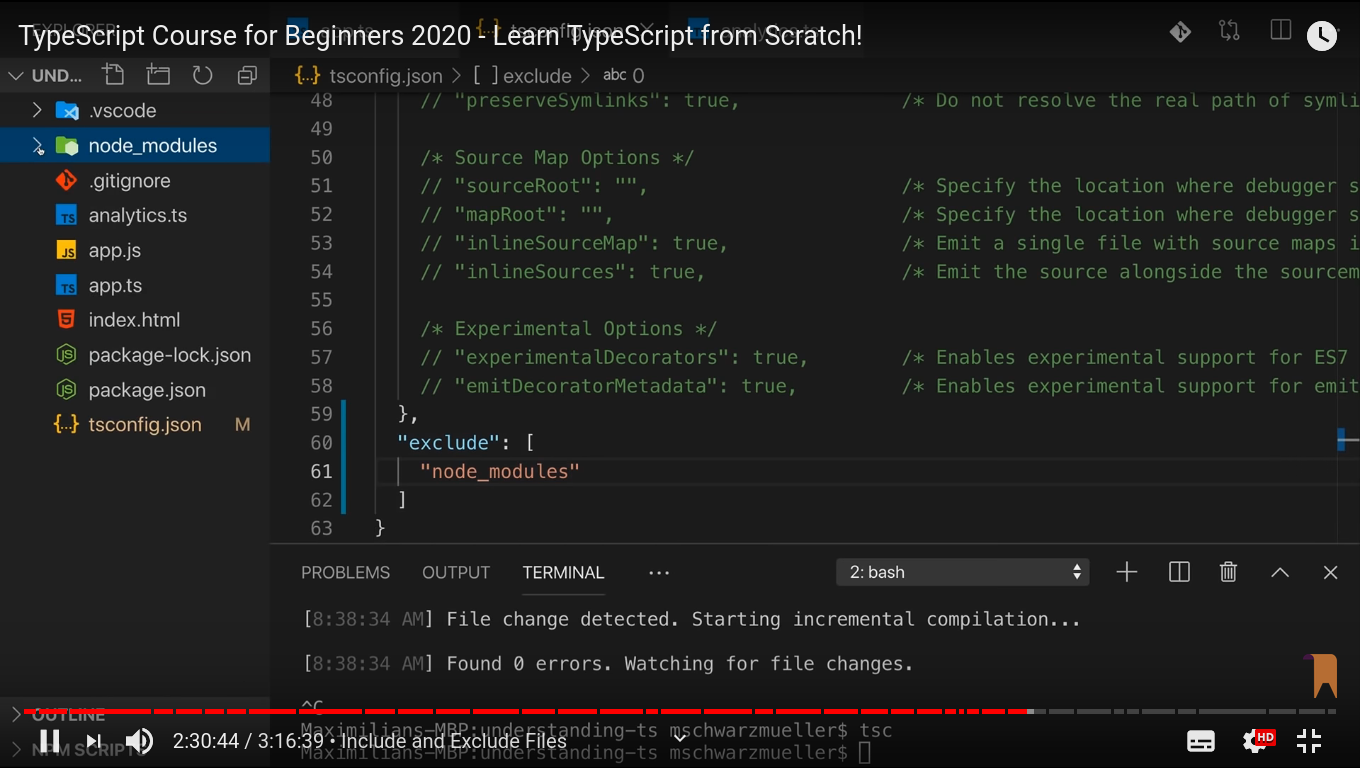 TypeScript Course for Beginners 2020 - Learn TypeScript from Scratch!
EXPLORER
tsconfig.json
UND...
{..} tsconfig.json > [ ] exclude > abc 0
.vscode
node_modules
.gitignore
TS analytics.ts
JS app.js
TS app.ts
index.html
package-lock.json
package.json
{..} tsconfig.json M
48 // "preserveSymlinks": true, /* Do not resolve the real path of symli
49
50 /* Source Map Options */
51 // "sourceRoot": "", /* Specify the location where debugger s
52 // "mapRoot": "", /* Specify the location where debugger s
53 // "inlineSourceMap": true, /* Emit a single file with source maps i
54 // "inlineSources": true, /* Emit the source alongside the sourcem
55
56 /* Experimental Options */
57 // "experimentalDecorators": true, /* Enables experimental support for ES7
58 // "emitDecoratorMetadata": true, /* Enables experimental support for emit
59 },
60 "exclude": [
61 "node_modules"
62 ]
63 }
PROBLEMS OUTPUT TERMINAL ... 2: bash
[8:38:34 AM] File change detected. Starting incremental compilation...
[8:38:34 AM] Found 0 errors. Watching for file changes.
^C
Maximilians-MBP:understanding-ts mschwarzmueller$ tsc
Maximilians-MBP:understanding-ts mschwarzmueller$
OUTLINE
NPM SCRIPTS
2:30:44 / 3:16:39 • Include and Exclude Files
HD